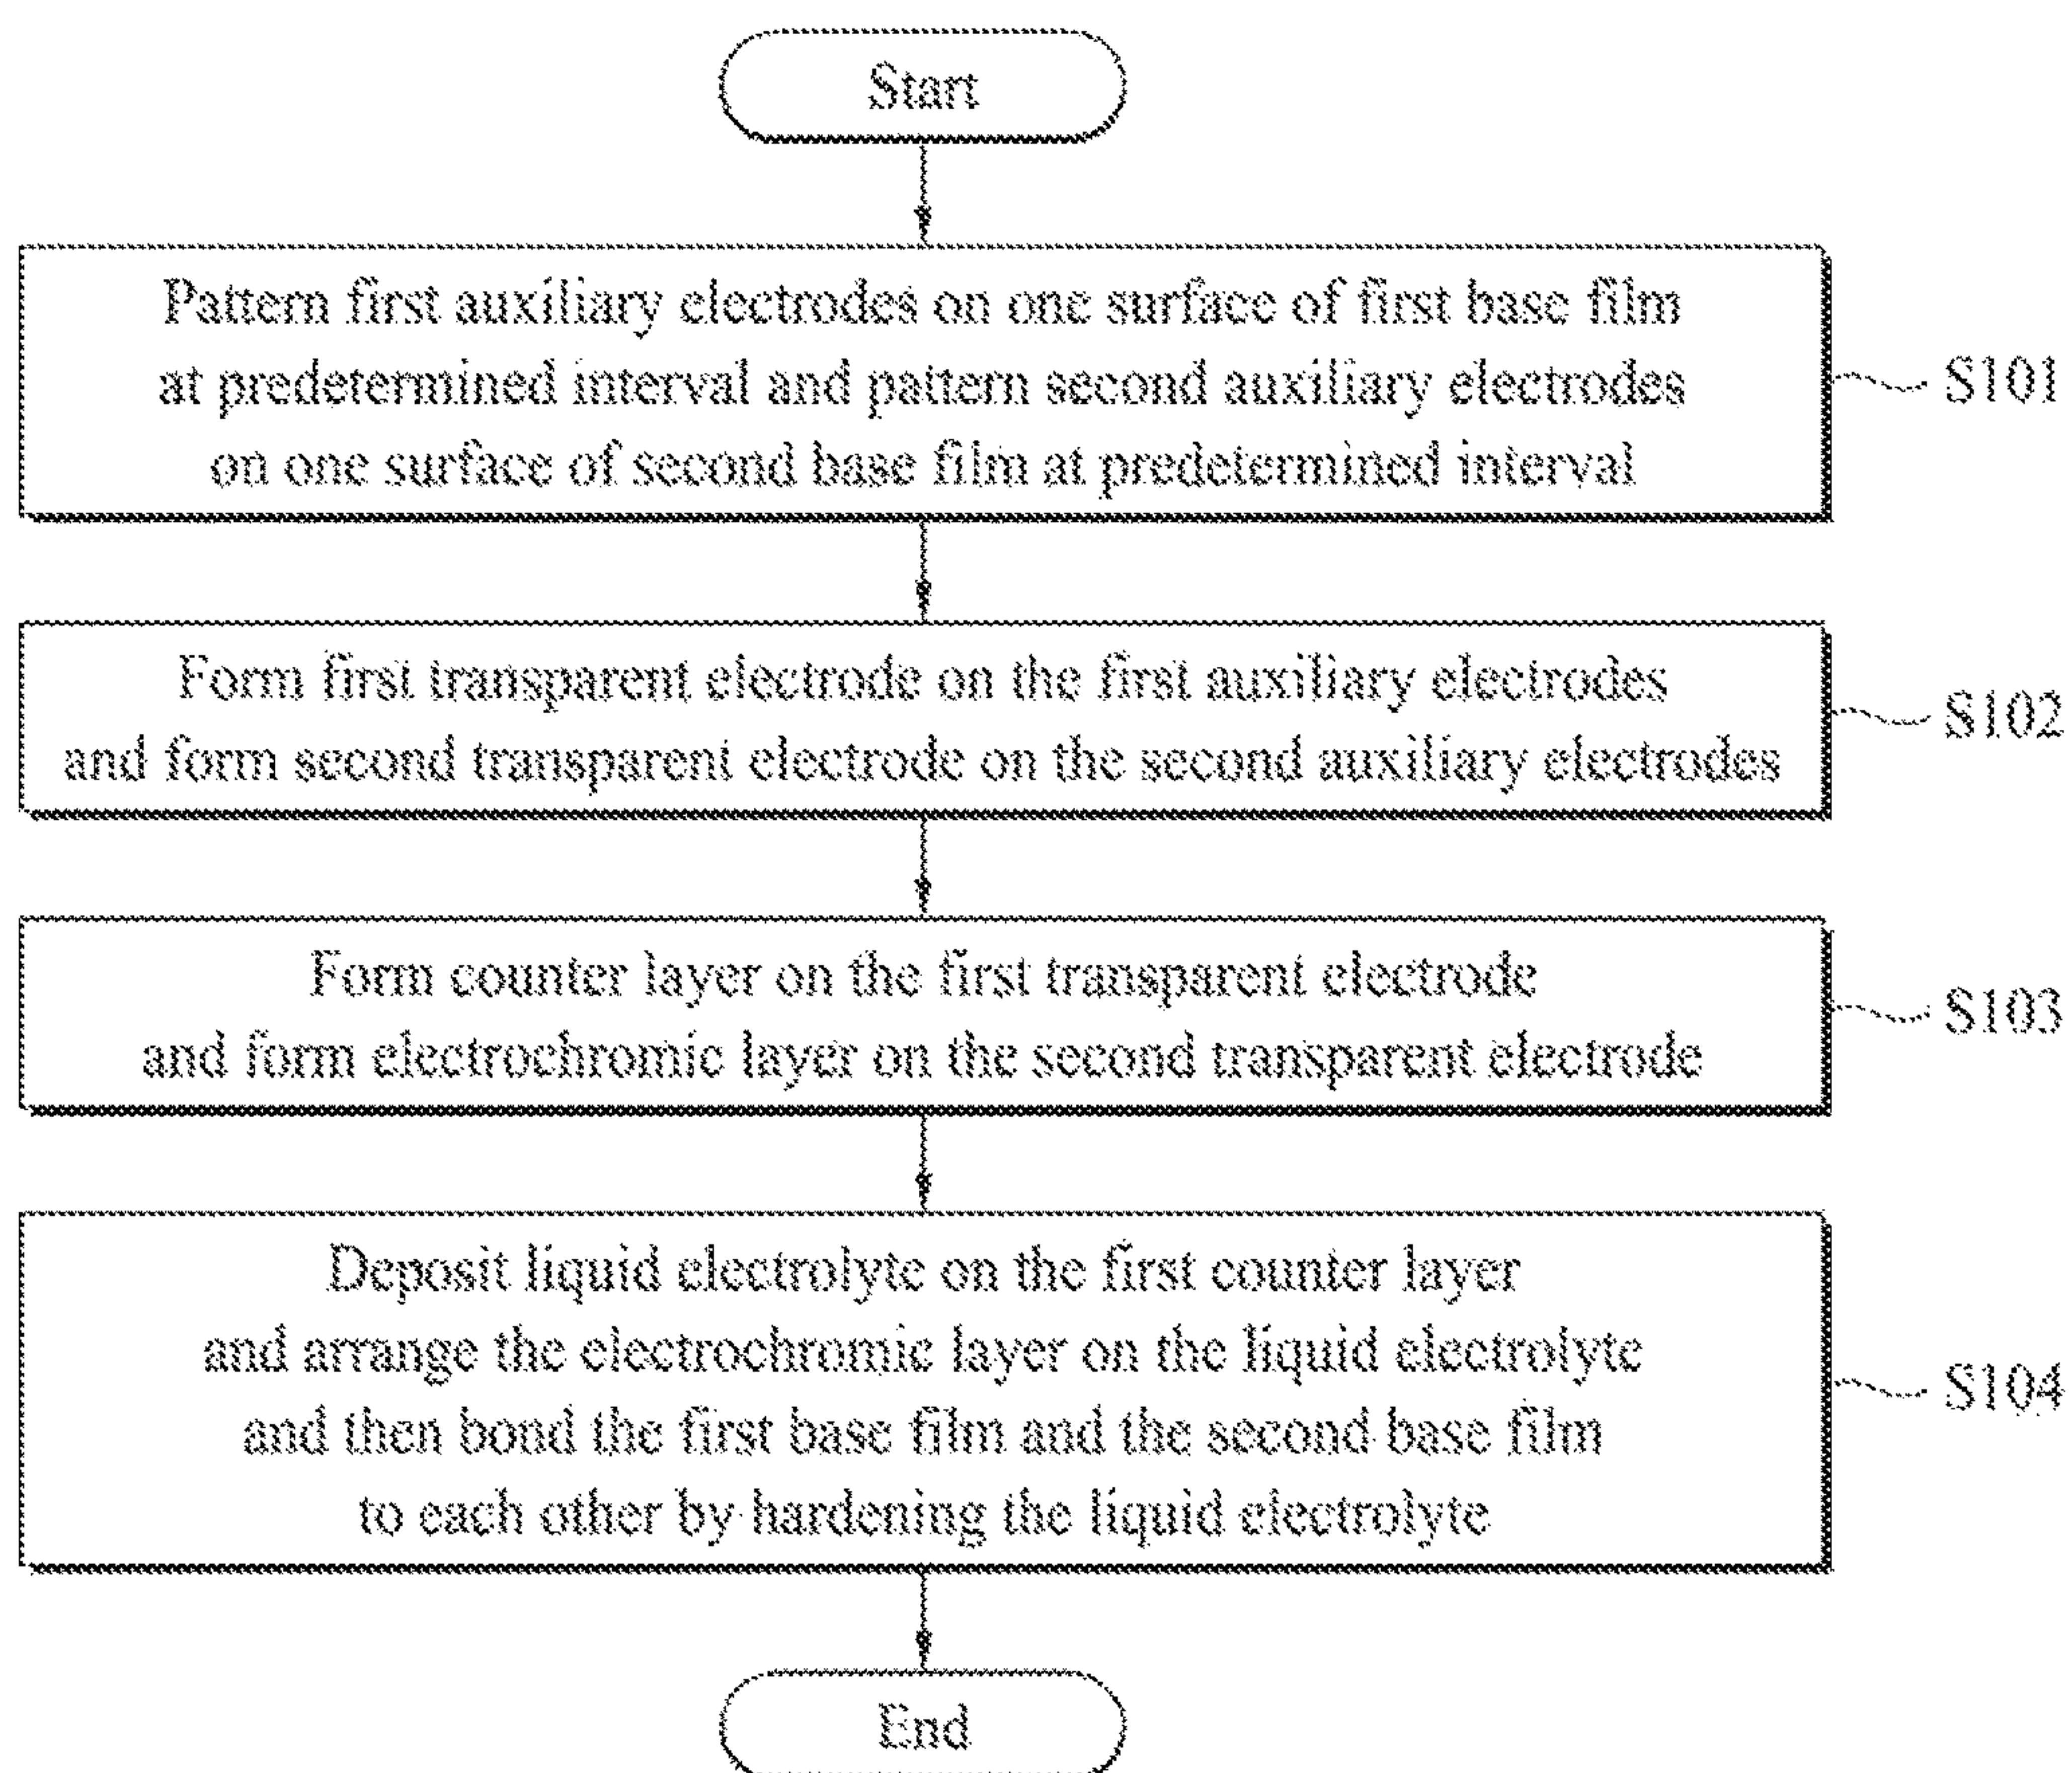 Start
Pattern first auxiliary electrodes on one surface of first base film
at predetermined interval and pattern second auxiliary electrodes
on one surface of second base film at predetermined interval
S101
Form first transparent electrode on the first auxiliary electrodes
and form second transparent electrode on the second auxiliary electrodes
S102
Form counter layer on the first transparent electrode
and form electrochromic layer on the second transparent electrode
S103
Deposit liquid electrolyte on the first counter layer
and arrange the electrochromic layer on the liquid electrolyte
and then bond the first base film and the second base film
to each other by hardening the liquid electrolyte
S104
End